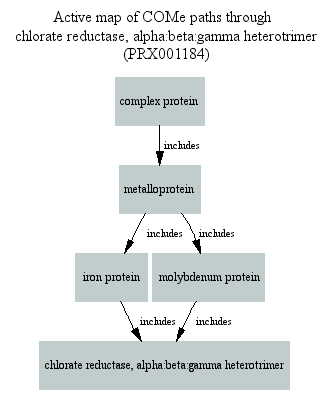 Active map of COMe paths through
chlorate reductase, alpha:beta:gamma heterotrimer
(PRX001184)
complex protein
includes
metalloprotein
includes includes
iron protein molybdenum protein
includes includes
chlorate reductase, alpha:beta:gamma heterotrimer